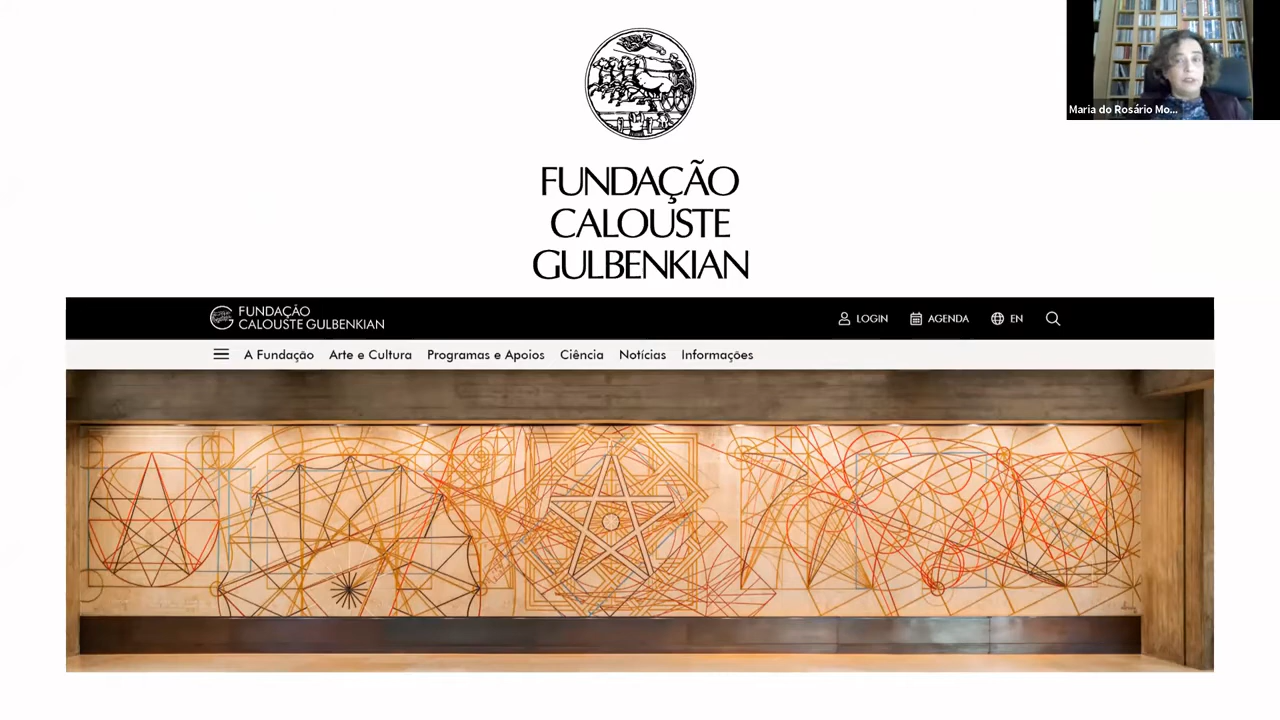 Maria do Rosário Mo...
FUNDAÇÃO
CALOUSTE
GULBENKIAN
FUNDAÇÃO
CALOUSTE GULBENKIAN
LOGIN
AGENDA
EN
A Fundação
Arte e Cultura
Programas e Apoios
Ciência
Notícias
Informações